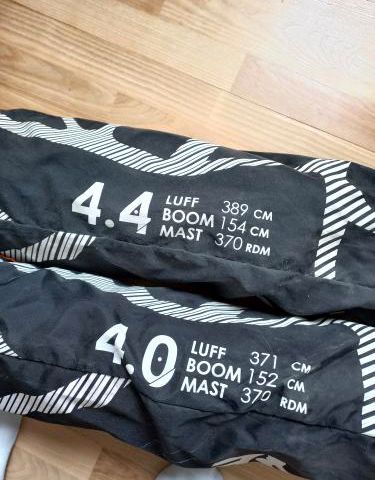 4.4 LUFF 389 CM
BOOM 154 CM
MAST 370 RDM
4.0 LUFF 371 CM
BOOM 152 CM
MAST 370 RDM